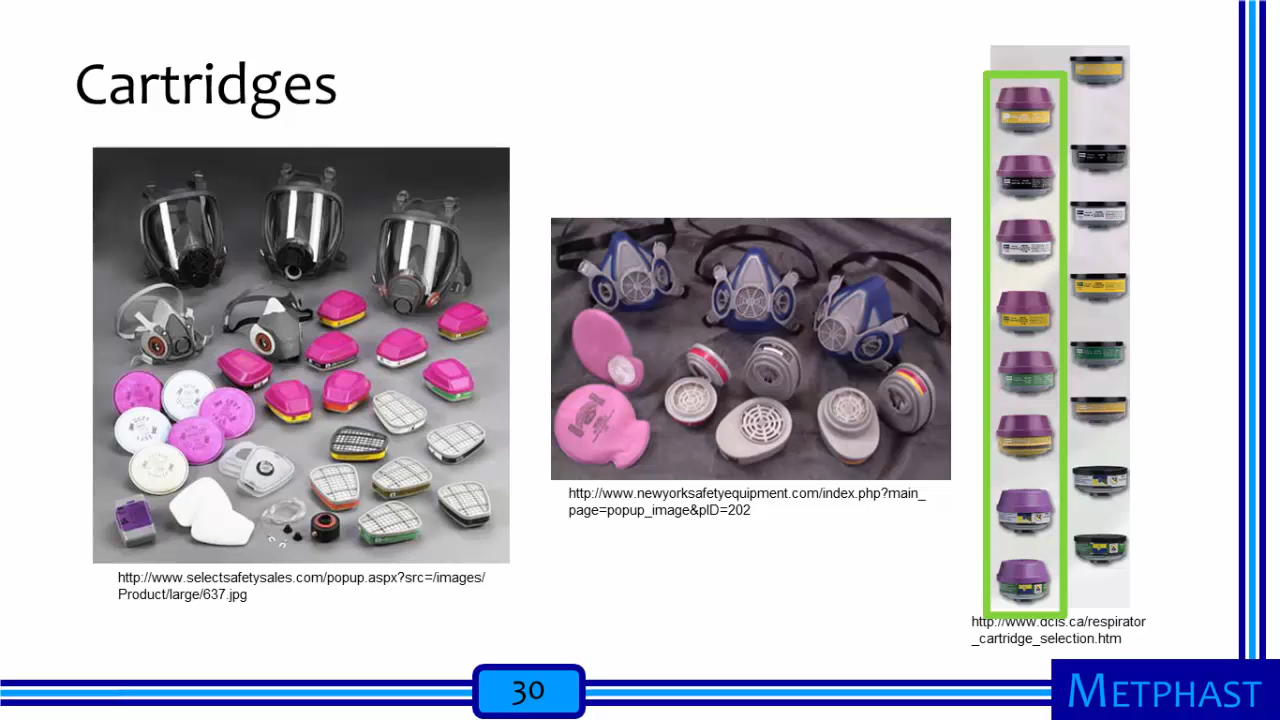 Cartridges
http://www.selectsafetysales.com/popup.aspx?src=/images/
Product/large/637.jpg
http://www.newyorksafetyequipment.com/index.php?main_
page=popup_image&pID=202
http://www.dcls.ca/respirator
_cartridge_selection.htm
30
METPHAST